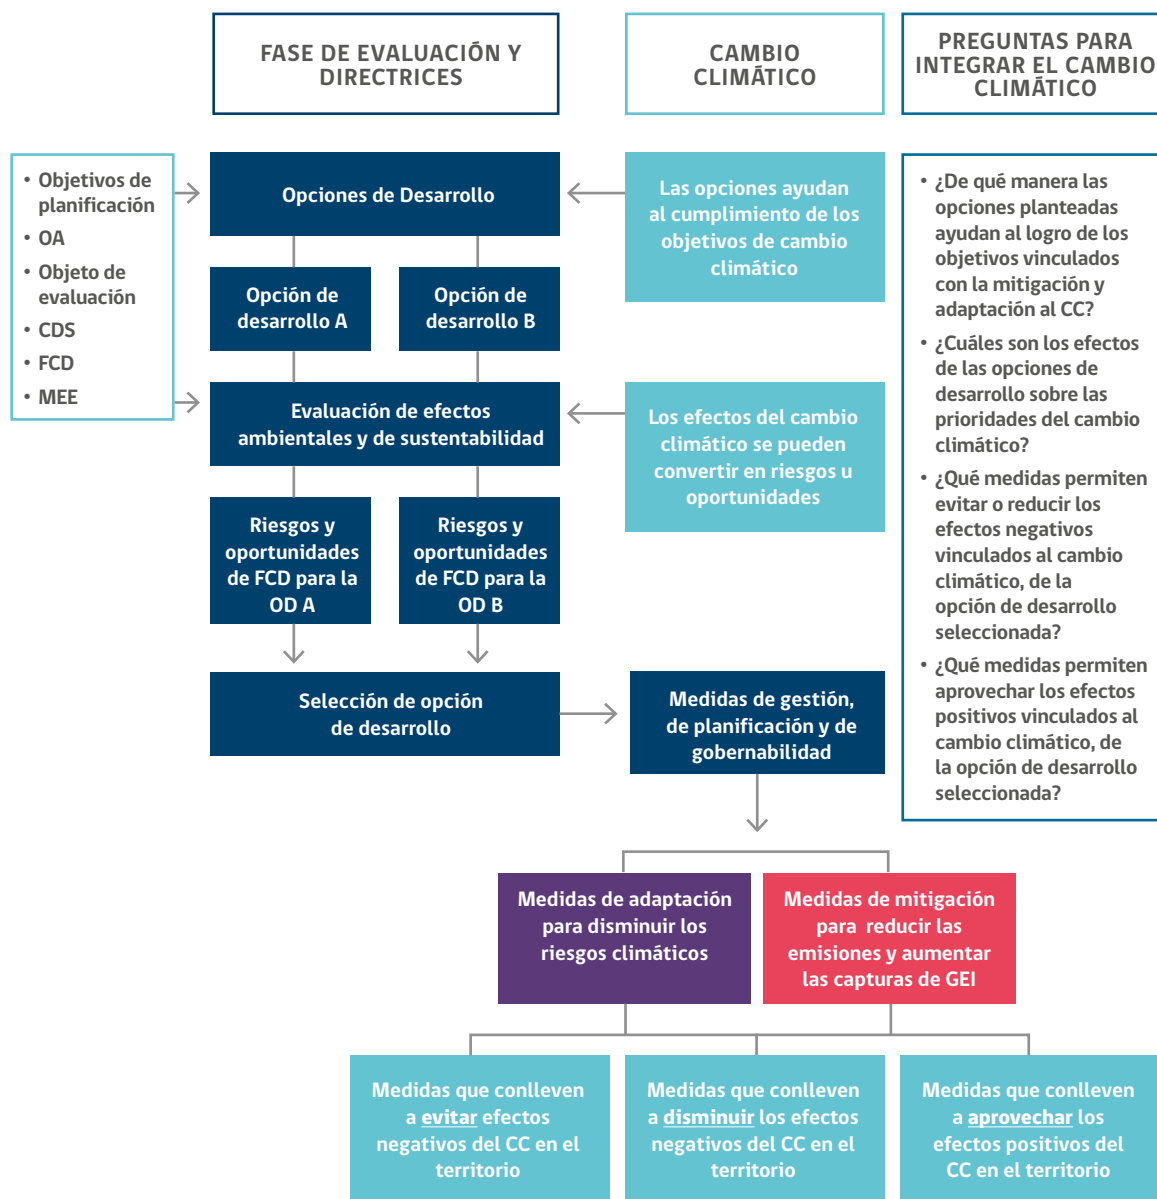 FASE DE EVALUACIÓN Y
DIRECTRICES
CAMBIO
CLIMÁTICO
PREGUNTAS PARA
INTEGRAR EL CAMBIO
CLIMÁTICO
• Objetivos de
planificación
• OA
• Objeto de
evaluación
• CDS
• FCD
• MEE
Opciones de Desarrollo
Opción de
desarrollo A
Opción de
desarrollo B
Evaluación de efectos
ambientales y de sustentabilidad
Riesgos y
oportunidades
de FCD para la
OD A
Riesgos y
oportunidades
de FCD para la
OD B
Selección de opción
de desarrollo
Las opciones ayudan
al cumplimiento de los
objetivos de cambio
climático
Los efectos del cambio
climático se pueden
convertir en riesgos u
oportunidades
Medidas de gestión,
de planificación y de
gobernabilidad
• ¿De qué manera las
opciones planteadas
ayudan al logro de los
objetivos vinculados
con la mitigación y
adaptación al CC?
• ¿Cuáles son los efectos
de las opciones de
desarrollo sobre las
prioridades del cambio
climático?
• ¿Qué medidas permiten
evitar o reducir los
efectos negativos
vinculados al cambio
climático, de la
opción de desarrollo
seleccionada?
• ¿Qué medidas permiten
aprovechar los efectos
positivos vinculados al
cambio climático, de
la opción de desarrollo
seleccionada?
Medidas de adaptación
para disminuir los
riesgos climáticos
Medidas de mitigación
para reducir las
emisiones y aumentar
las capturas de GEI
Medidas que conlleven
a evitar efectos
negativos del CC en el
territorio
Medidas que conlleven
a disminuir los efectos
negativos del CC en el
territorio
Medidas que conlleven
a aprovechar los
efectos positivos del
CC en el territorio